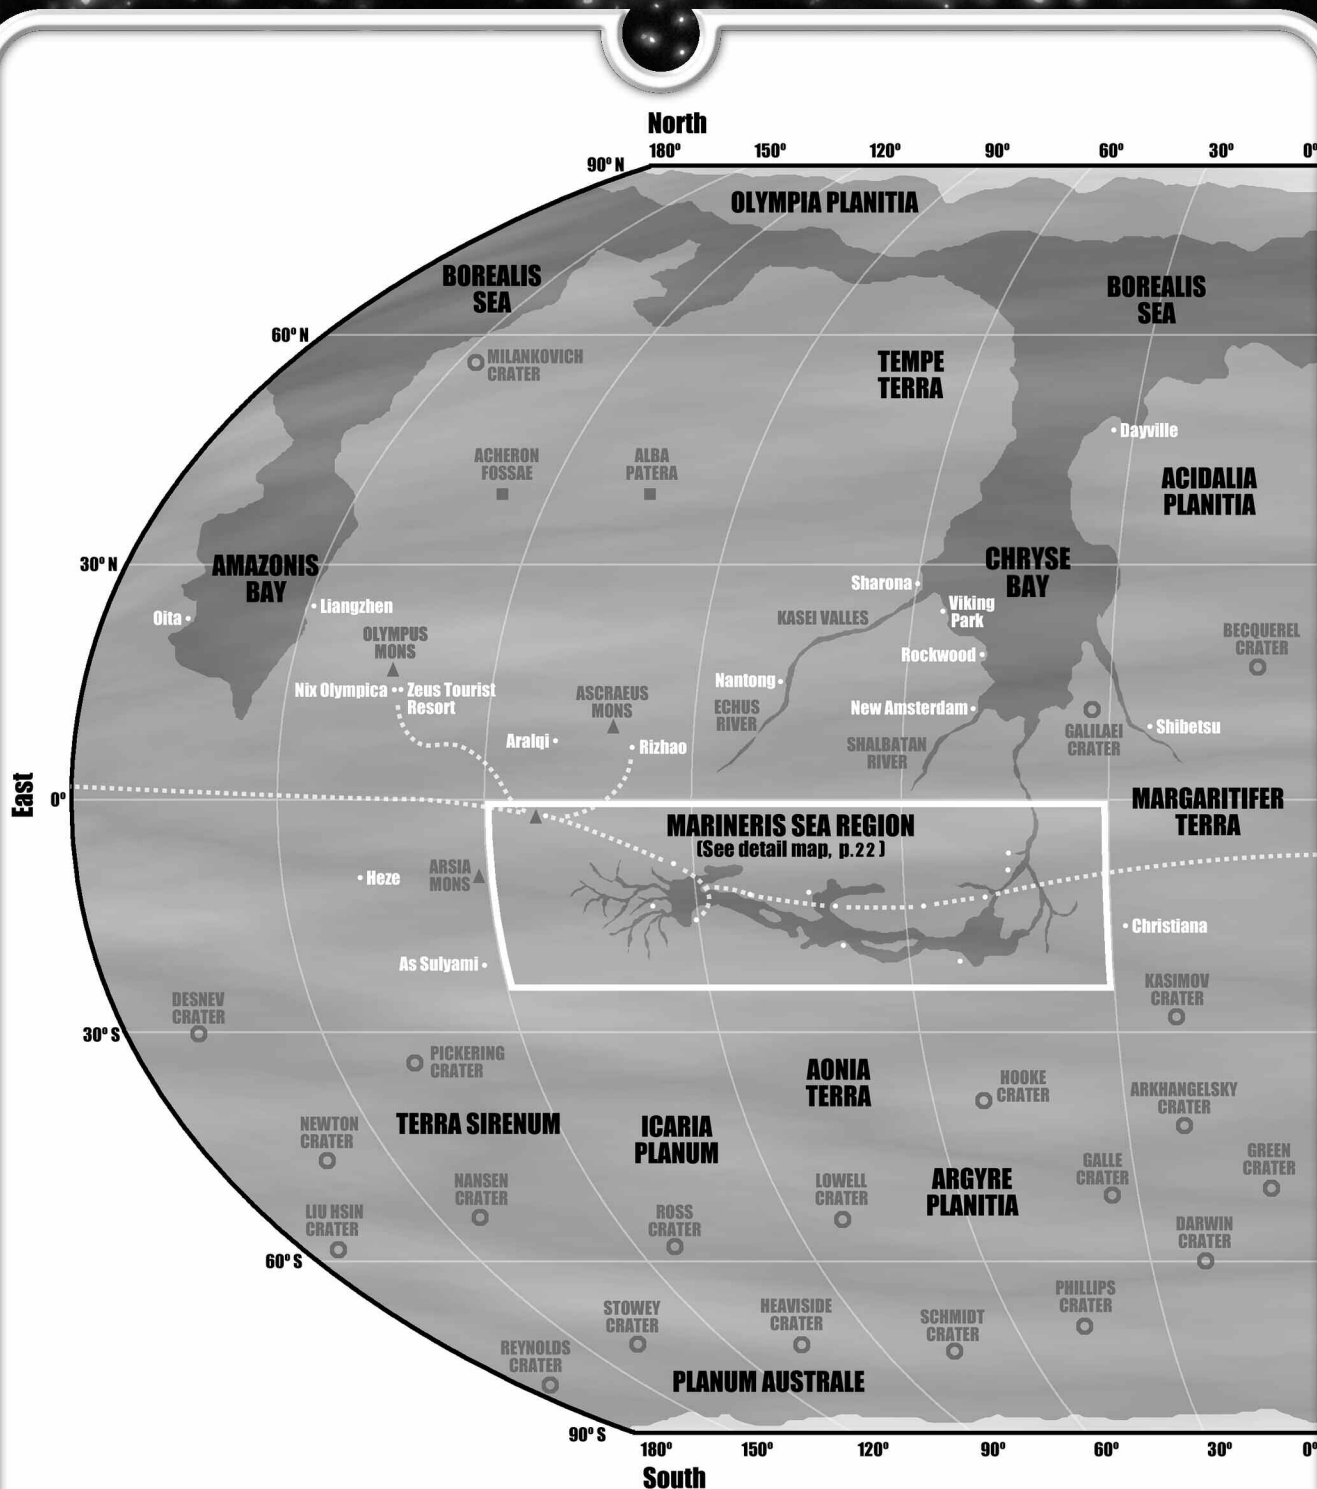 North
180° 150° 120° 90° 60° 30° 0°
90° N
OLYMPIA PLANITIA
BOREALIS
SEA
BOREALIS
SEA
60° N
MILANKOVICH
CRATER
TEMPE
TERRA
Dayville
ACHERON
FOSSAE
ALBA
PATERA
ACIDALIA
PLANITIA
30° N
AMAZONIS
BAY
CHRYSE
BAY
Sharona
Liangzhen
Oita
Viking
Park
KASEI VALLES
OLYMPUS
MONS
BECQUEREL
CRATER
Rockwood
Nantong
Nix Olympica
Zeus Tourist
Resort
ASCRAEUS
MONS
ECHUS
RIVER
New Amsterdam
GALILAEI
CRATER
Shibetsu
Aralqi
Rizhao
SHALBATAN
RIVER
East
0°
MARGARITIFER
TERRA
MARINERIS SEA REGION
(See detail map, p.22 )
Heze
ARSIA
MONS
Christiana
As Sulyami
KASIMOV
CRATER
DESNEV
CRATER
30° S
PICKERING
CRATER
AONIA
TERRA
HOOKE
CRATER
ARKHANGELSKY
CRATER
TERRA SIRENUM
NEWTON
CRATER
ICARIA
PLANUM
GREEN
CRATER
GALLE
CRATER
NANSEN
CRATER
LOWELL
CRATER
ARGYRE
PLANITIA
LIU HSIN
CRATER
ROSS
CRATER
DARWIN
CRATER
60° S
PHILLIPS
CRATER
STOWEY
CRATER
HEAVISIDE
CRATER
SCHMIDT
CRATER
REYNOLDS
CRATER
PLANUM AUSTRALE
90° S
180° 150° 120° 90° 60° 30° 0°
South